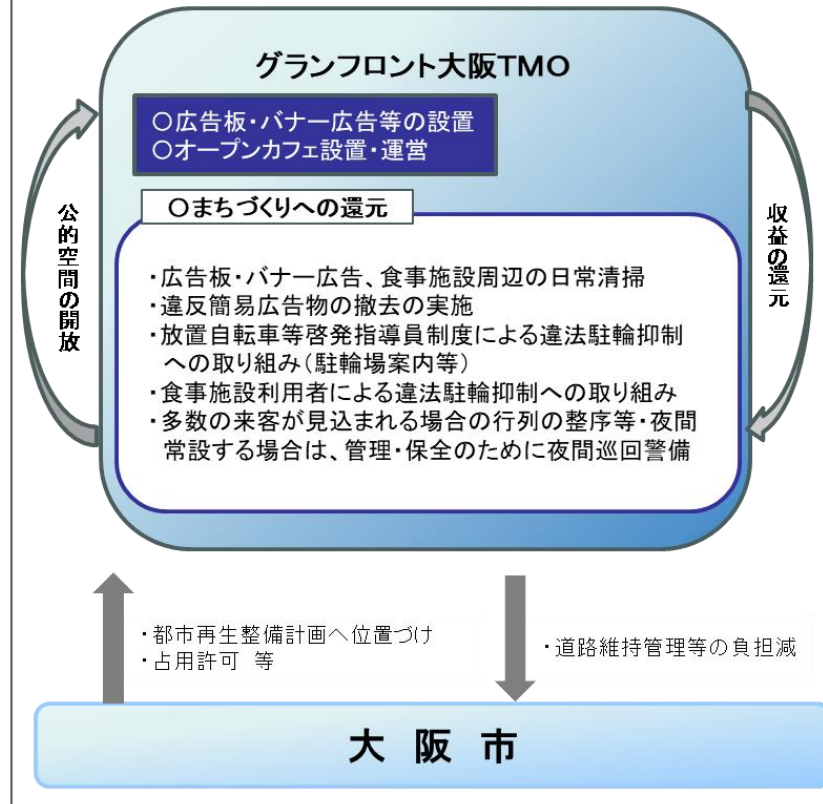 グランフロント大阪TMO
○広告板・バナー広告等の設置
○オープンカフェ設置・運営
○まちづくりへの還元
公的空間の開放
収益の還元
・広告板・バナー広告、食事施設周辺の日常清掃
・違反簡易広告物の撤去の実施
・放置自転車等啓発指導員制度による違法駐輪抑制
への取り組み（駐輪場案内等）
・食事施設利用者による違法駐輪抑制への取り組み
・多数の来客が見込まれる場合の行列の整序等・夜間
常設する場合は、管理・保全のために夜間巡回警備
・都市再生整備計画へ位置づけ
・占用許可 等
・道路維持管理等の負担減
大 阪 市